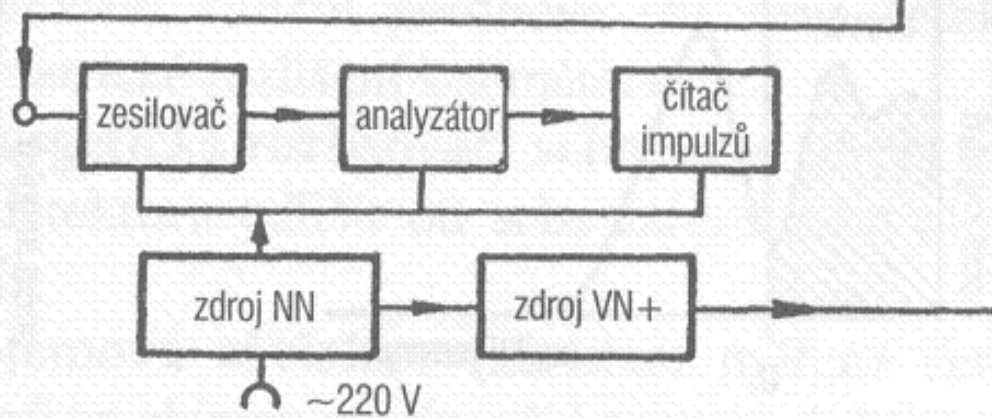 zesilovač
analyzátor
čítač
impulzů
zdroj NN
zdroj VN+
~220 V